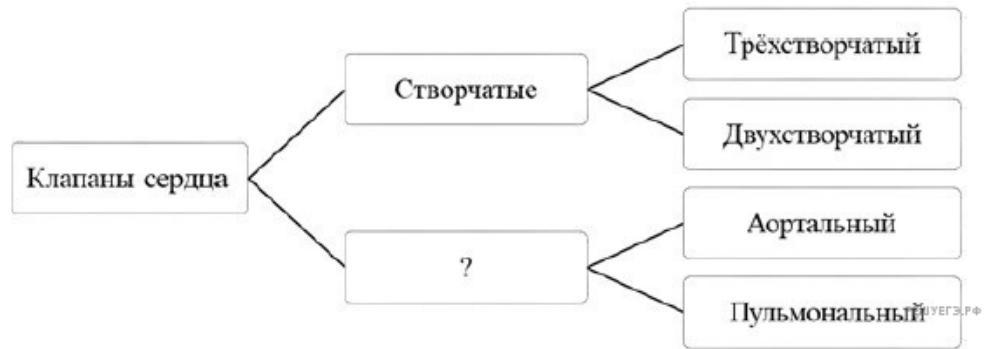 Трёхстворчатый
Створчатые
Двухстворчатый
Клапаны сердца
Аортальный
?
Пульмональный